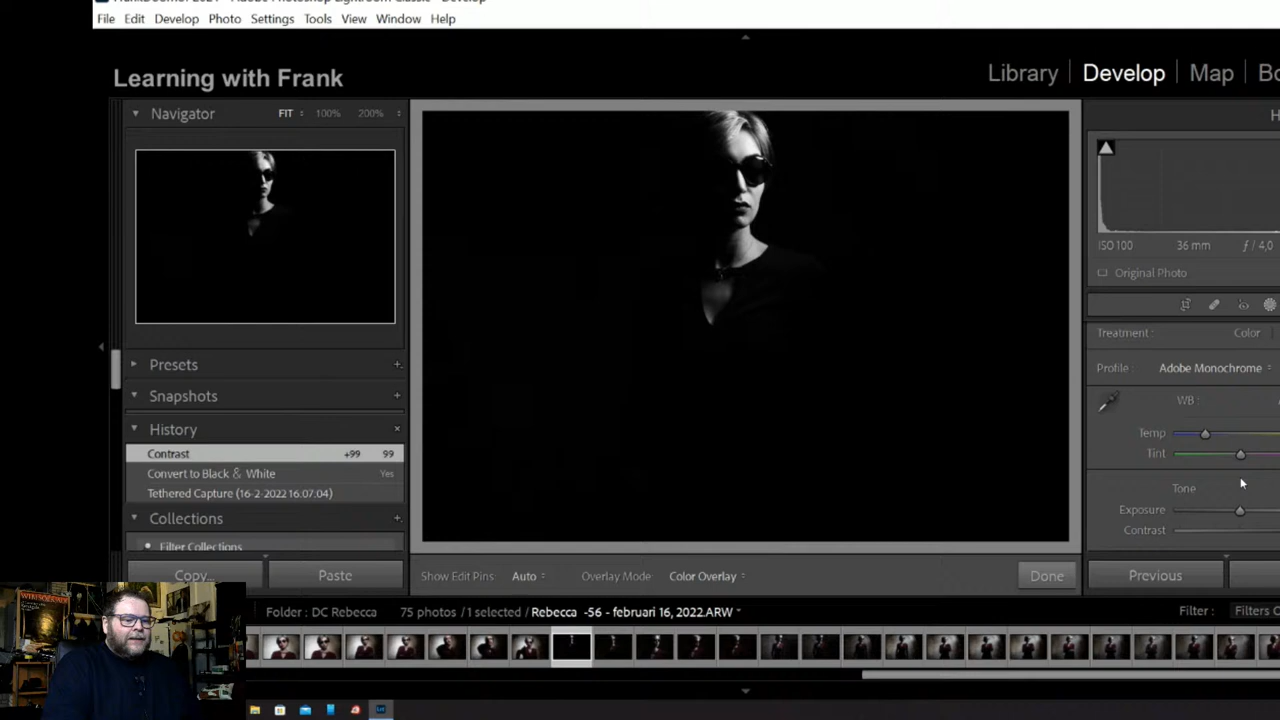 File Edit Develop Photo Settings Tools View Window Help
Learning with Frank
Library Develop Map
Navigator FIT 100% 200%
ISO 100 36 mm f / 4,0
Original Photo
Treatment : Color
Profile : Adobe Monochrome
WB :
Temp
Tint
Tone
Exposure
Contrast
Presets
Snapshots
History
Contrast +99 99
Convert to Black & White Yes
Tethered Capture (16-2-2022 16.07.04)
Collections
Filter Collections
Copy... Paste
Show Edit Pins Auto Overlay Mode Color Overlay Done Previous
Folder : DC Rebecca 75 photos / 1 selected / Rebecca -56 - februari 16, 2022.ARW Filter :